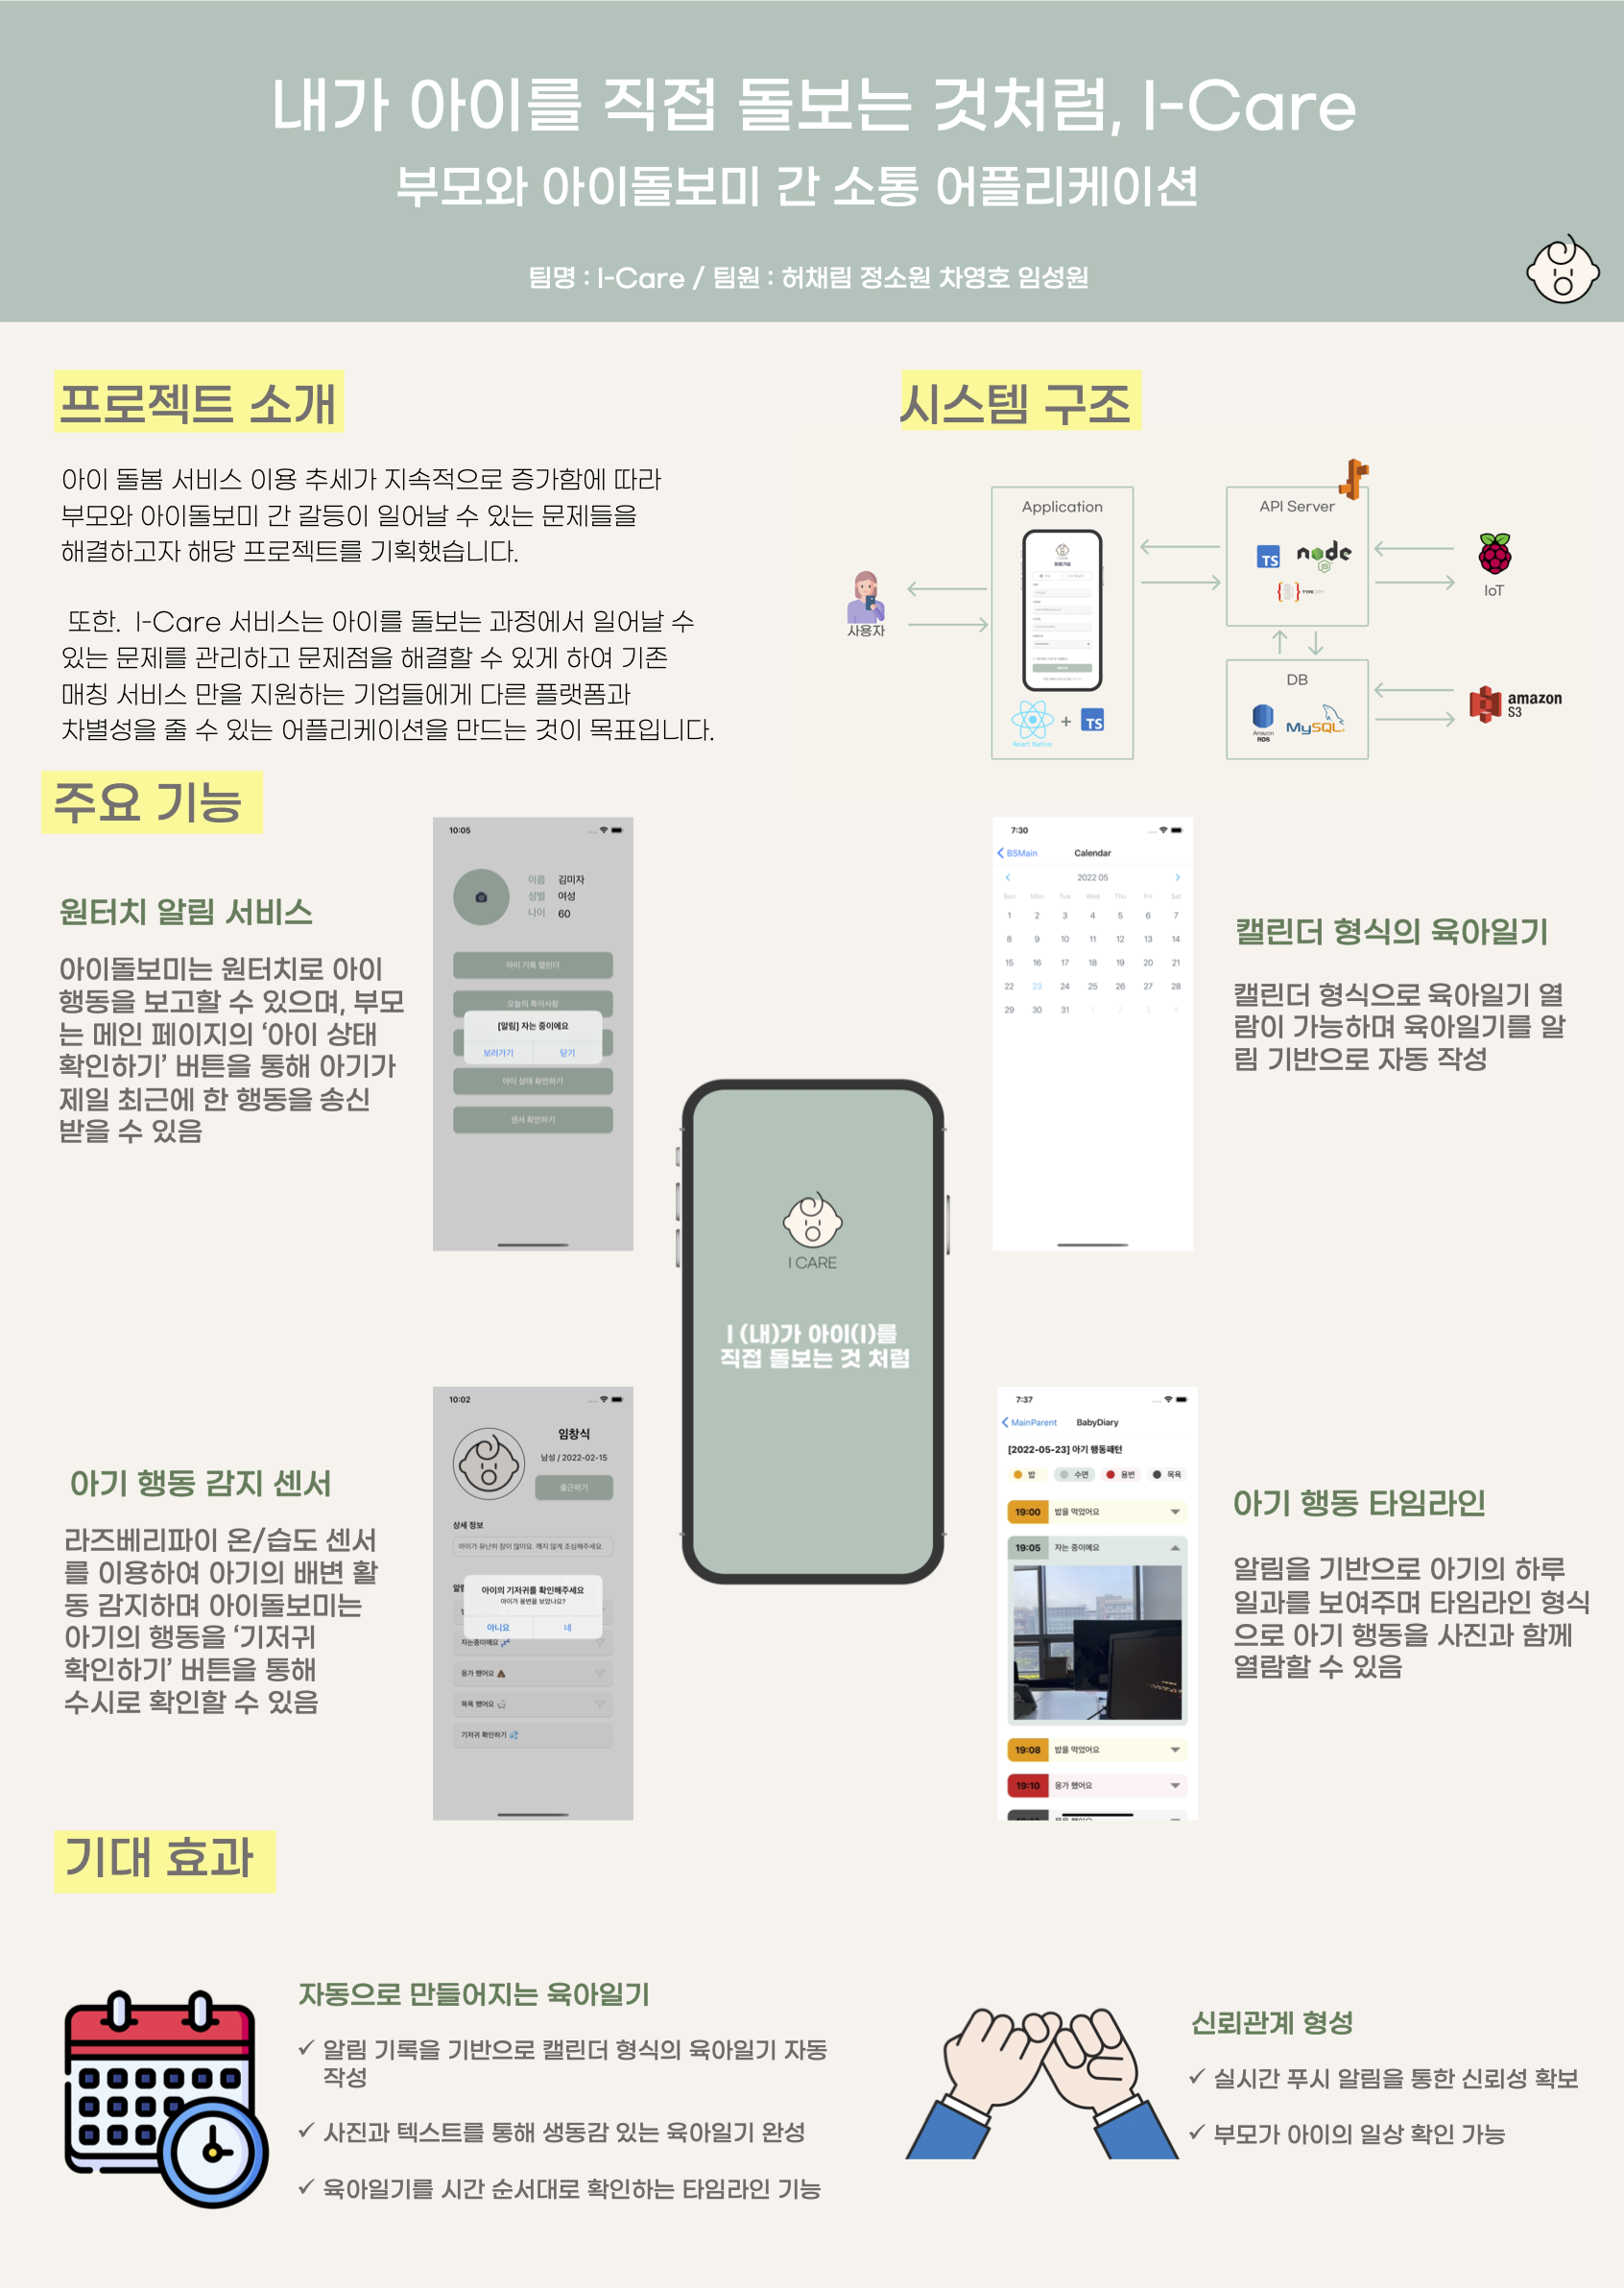 내가 아이를 직접 돌보는 것처럼, I-Care
부모와 아이돌보미 간 소통 어플리케이션
팀명 : I-Care / 팀원 : 허채림 정소원 차영호 임성원
프로젝트 소개
아이 돌봄 서비스 이용 추세가 지속적으로 증가함에 따라
부모와 아이돌보미 간 갈등이 일어날 수 있는 문제들을
해결하고자 해당 프로젝트를 기획했습니다.
또한. I-Care 서비스는 아이를 돌보는 과정에서 일어날 수
있는 문제를 관리하고 문제점을 해결할 수 있게 하여 기존
매칭 서비스 만을 지원하는 기업들에게 다른 플랫폼과
차별성을 줄 수 있는 어플리케이션을 만드는 것이 목표입니다.
시스템 구조
사용자
Application
회원가입
React Native
+
TS
API Server
TS
node
JS
TYPE
IoT
DB
Amazon
RDS
MySQL
amazon
S3
주요 기능
원터치 알림 서비스
아이돌보미는 원터치로 아이
행동을 보고할 수 있으며, 부모
는 메인 페이지의 ‘아이 상태
확인하기’ 버튼을 통해 아기가
제일 최근에 한 행동을 송신
받을 수 있음
10:05
이름 김미자
성별 여성
나이 60
아이 기록 캘린더
오늘의 특이사항
[알림] 자는 중이에요
보러가기 닫기
아이 상태 확인하기
센서 확인하기
7:30
BSMain Calendar
2022 05
Sun Mon Tue Wed Thu Fri Sat
1 2 3 4 5 6 7
8 9 10 11 12 13 14
15 16 17 18 19 20 21
22 23 24 25 26 27 28
29 30 31 1 2 3 4
캘린더 형식의 육아일기
캘린더 형식으로 육아일기 열
람이 가능하며 육아일기를 알
림 기반으로 자동 작성
I CARE
I (내)가 아이(I)를
직접 돌보는 것 처럼
아기 행동 감지 센서
라즈베리파이 온/습도 센서
를 이용하여 아기의 배변 활
동 감지하며 아이돌보미는
아기의 행동을 ‘기저귀
확인하기’ 버튼을 통해
수시로 확인할 수 있음
10:02
임창식
남성 / 2022-02-15
출근하기
상세 정보
아이가 유난히 잠이 많아요. 깨지 않게 조심해주세요.
아이의 기저귀를 확인해주세요
아이가 용변을 보았나요?
아니요 네
자는중이에요 💤
응가 했어요 💩
목욕 했어요 🛁
기저귀 확인하기 💦
7:37
MainParent BabyDiary
[2022-05-23] 아기 행동패턴
밥 수면 용변 목욕
19:00 밥을 먹었어요
19:05 자는 중이에요
19:08 밥을 먹었어요
19:10 응가 했어요
아기 행동 타임라인
알림을 기반으로 아기의 하루
일과를 보여주며 타임라인 형식
으로 아기 행동을 사진과 함께
열람할 수 있음
기대 효과
자동으로 만들어지는 육아일기
✓ 알림 기록을 기반으로 캘린더 형식의 육아일기 자동
작성
✓ 사진과 텍스트를 통해 생동감 있는 육아일기 완성
✓ 육아일기를 시간 순서대로 확인하는 타임라인 기능
신뢰관계 형성
✓ 실시간 푸시 알림을 통한 신뢰성 확보
✓ 부모가 아이의 일상 확인 가능